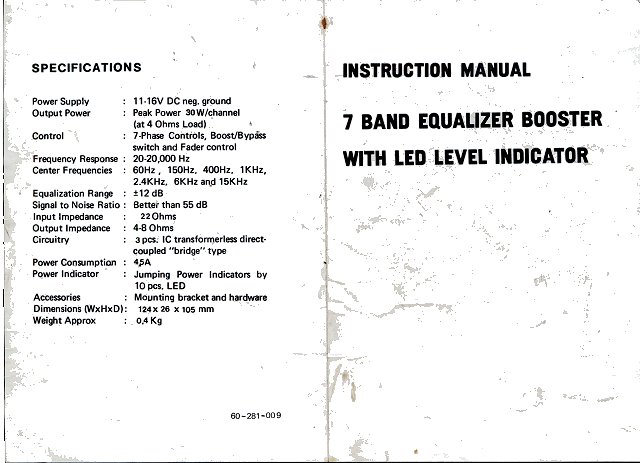 SPECIFICATIONS
Power Supply : 11-16V DC neg. ground
Output Power : Peak Power 30W/channel
(at 4 Ohms Load)
Control : 7-Phase Controls, Boost/Bypass
switch and Fader control
Frequency Response : 20-20,000 Hz
Center Frequencies : 60Hz, 150Hz, 400Hz, 1KHz,
2.4KHz, 6KHz and 15KHz
Equalization Range : ±12 dB
Signal to Noise Ratio : Better than 55 dB
Input Impedance : 22 Ohms
Output Impedance : 4-8 Ohms
Circuitry : 3 pcs. IC transformerless direct-
coupled "bridge" type
Power Consumption : 4.5A
Power Indicator : Jumping Power Indicators by
10 pcs. LED
Accessories : Mounting bracket and hardware
Dimensions (WxHxD) : 124 x 26 x 105 mm
Weight Approx : 0.4 Kg
60-281-009
INSTRUCTION MANUAL
7 BAND EQUALIZER BOOSTER
WITH LED LEVEL INDICATOR